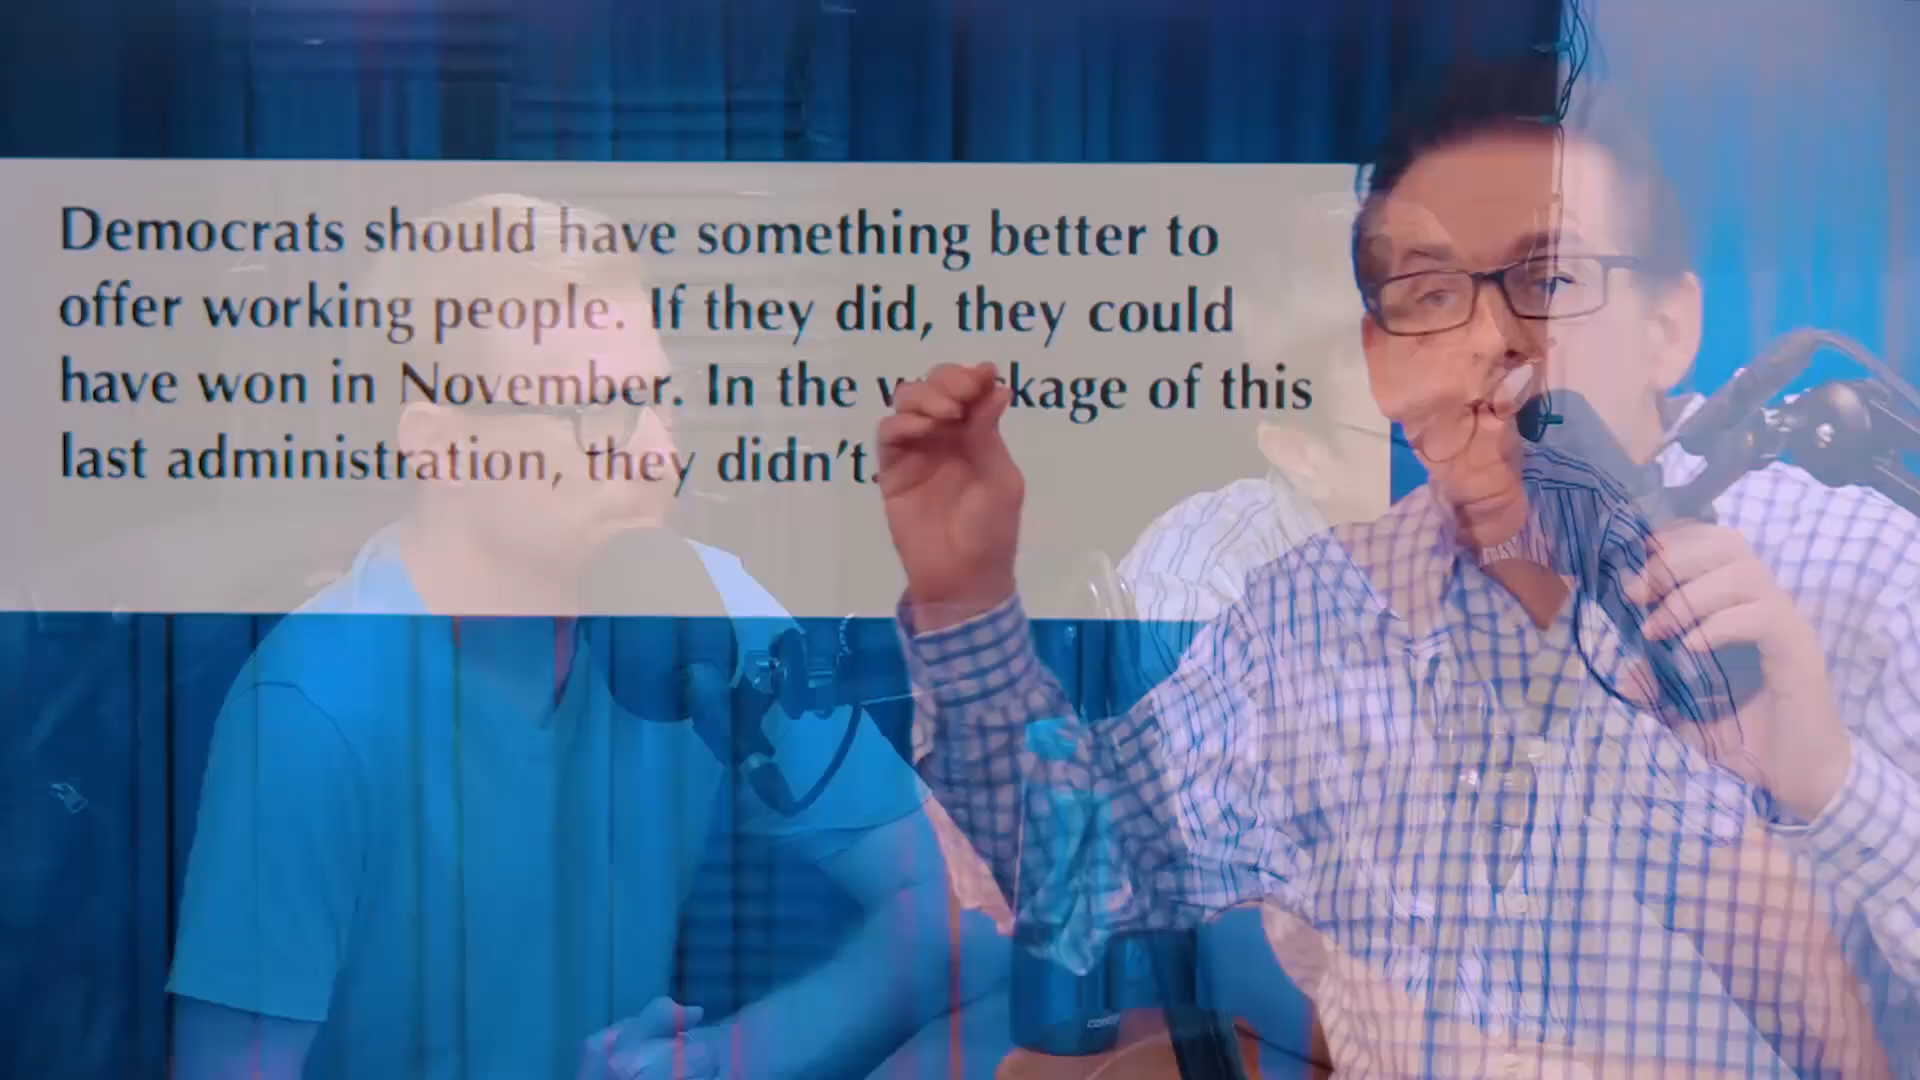 Democrats should have something better to
offer working people. If they did, they could
have won in November. In the of this
last administration, they didn't.